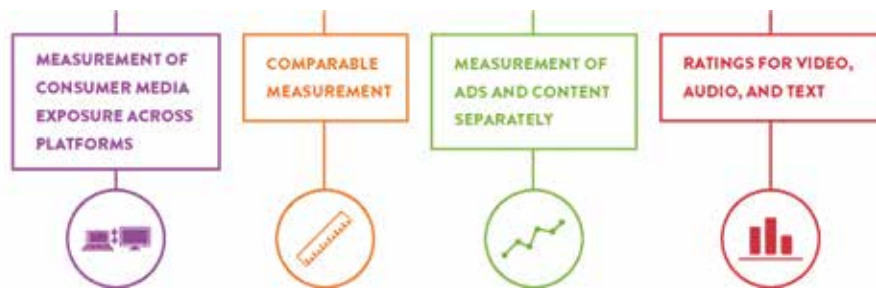 MEASUREMENT OF
CONSUMER MEDIA
EXPOSURE ACROSS
PLATFORMS
COMPARABLE
MEASUREMENT
MEASUREMENT OF
ADS AND CONTENT
SEPARATELY
RATINGS FOR VIDEO,
AUDIO, AND TEXT